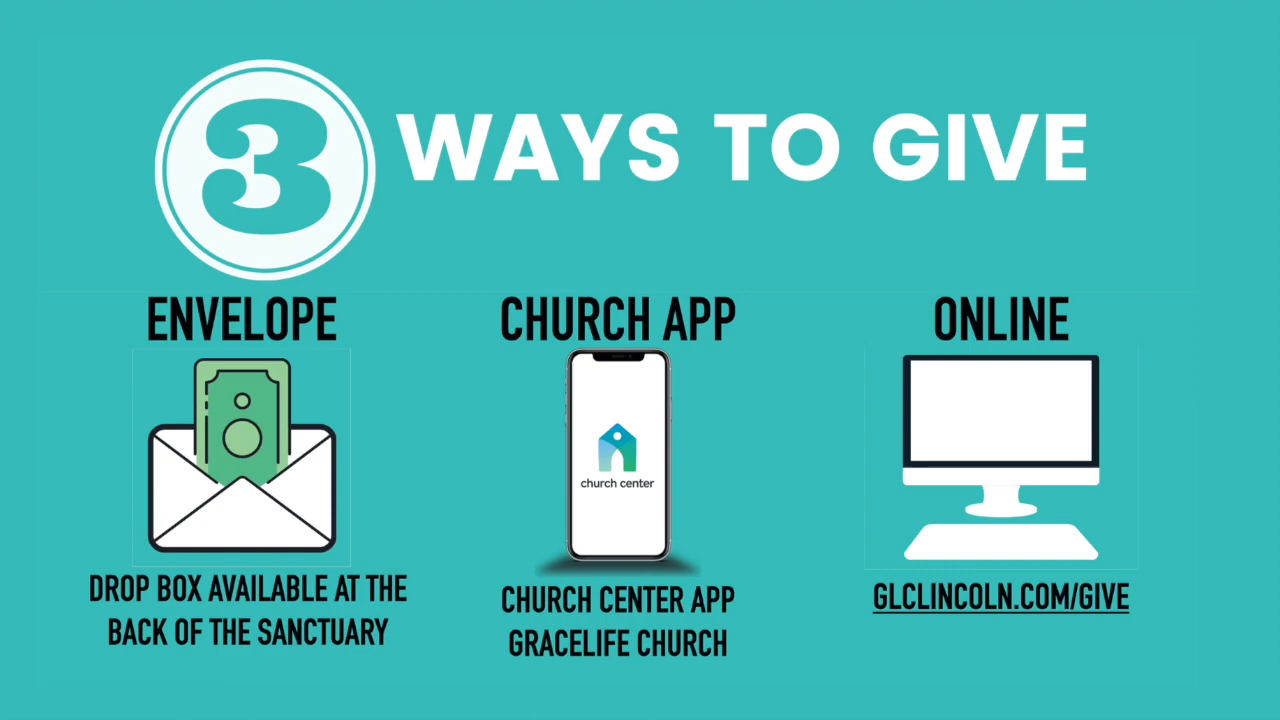 3 WAYS TO GIVE
ENVELOPE
DROP BOX AVAILABLE AT THE
BACK OF THE SANCTUARY
CHURCH APP
church center
CHURCH CENTER APP
GRACELIFE CHURCH
ONLINE
GLCLINCOLN.COM/GIVE